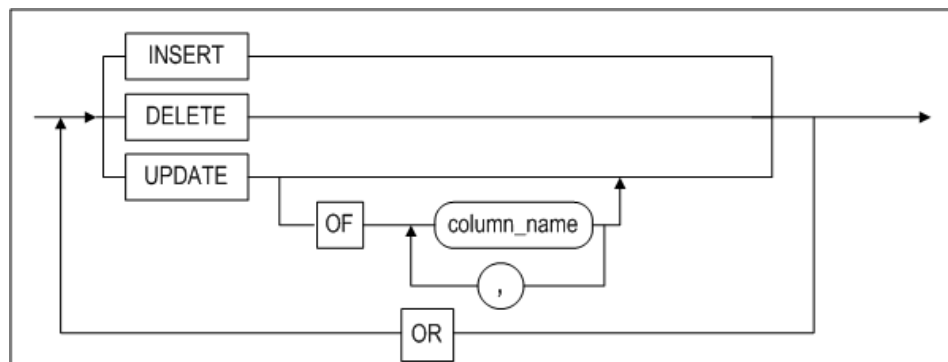 INSERT
DELETE
UPDATE
OF column_name
,
OR